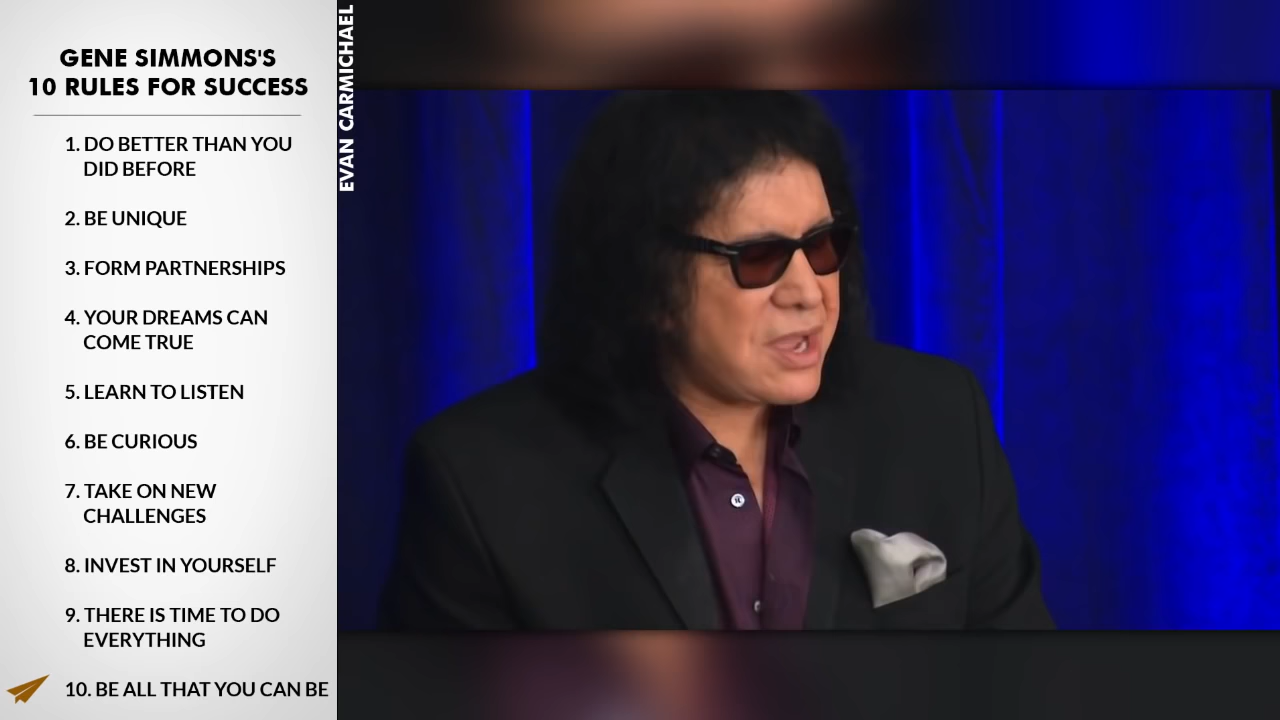 GENE SIMMONS'S
10 RULES FOR SUCCESS
1. DO BETTER THAN YOU
DID BEFORE
2. BE UNIQUE
3. FORM PARTNERSHIPS
4. YOUR DREAMS CAN
COME TRUE
5. LEARN TO LISTEN
6. BE CURIOUS
7. TAKE ON NEW
CHALLENGES
8. INVEST IN YOURSELF
9. THERE IS TIME TO DO
EVERYTHING
10. BE ALL THAT YOU CAN BE
EVAN CARMICHAEL